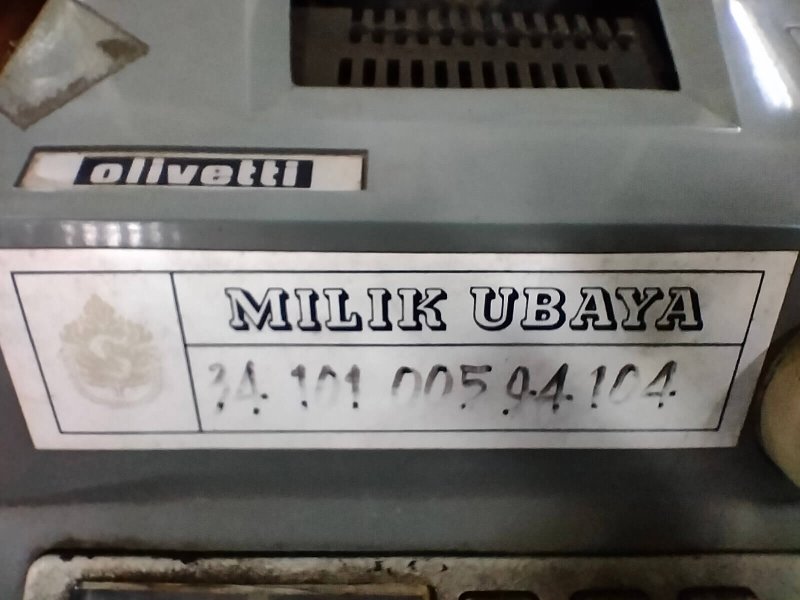 olivetti
MILIK UBAYA
34.101.005.94.104
S